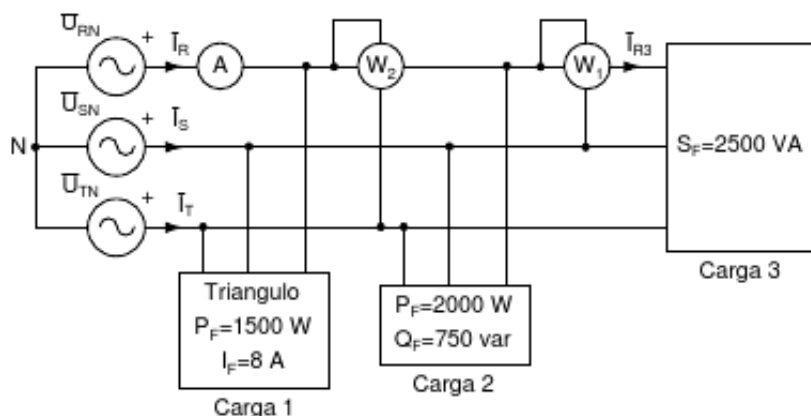 U̅RN
+
I̅R
A
W2
W1
I̅R3
U̅SN
+
I̅S
N
SF=2500 VA
U̅TN
+
I̅T
Carga 3
Triangulo
PF=1500 W
IF=8 A
Carga 1
PF=2000 W
QF=750 var
Carga 2